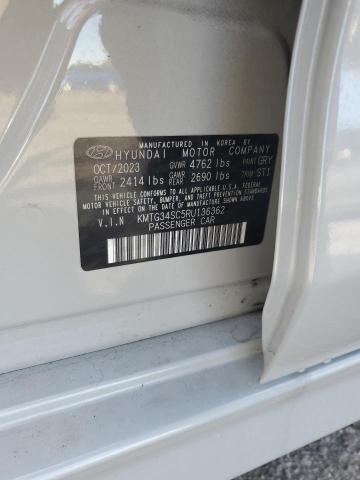 MANUFACTURED IN KOREA BY
HYUNDAI MOTOR COMPANY
OCT/2023 GVWR 4762 lbs PAINT GRY
GAWR FRONT 2414 lbs GAWR REAR 2690 lbs TRIM STI
THIS VEHICLE CONFORMS TO ALL APPLICABLE U.S. FEDERAL
MOTOR VEHICLE SAFETY, BUMPER, AND THEFT PREVENTION STANDARDS
IN EFFECT ON THE DATE OF MANUFACTURE SHOWN ABOVE.
V.I.N KMTG34SC5RU136362
PASSENGER CAR